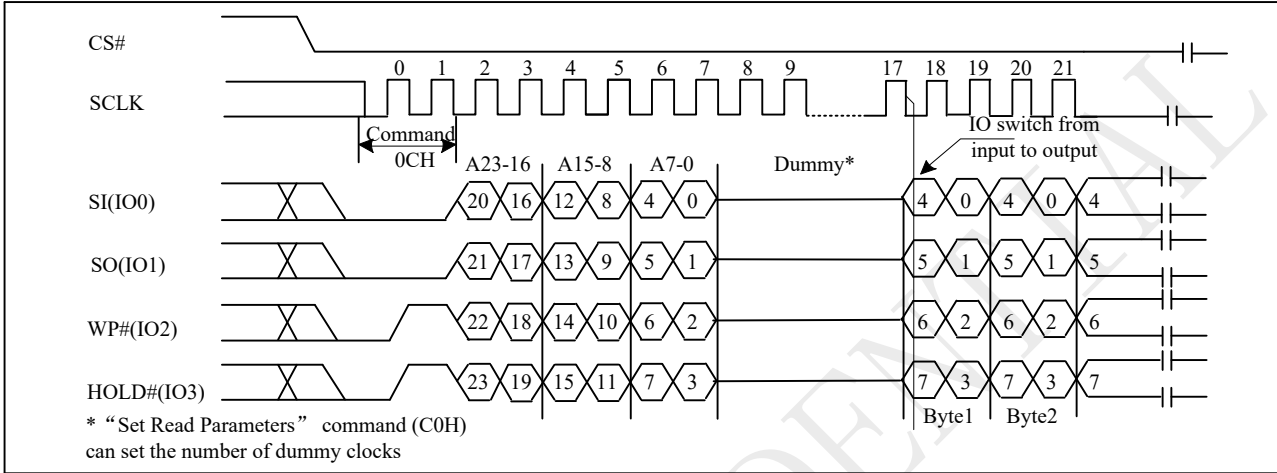 CS#
0 1 2 3 4 5 6 7 8 9 17 18 19 20 21
SCLK
Command
0CH
IO switch from
input to output
A23-16 A15-8 A7-0 Dummy*
SI(IO0) 20 16 12 8 4 0 4 0 4 0 4
SO(IO1) 21 17 13 9 5 1 5 1 5 1 5
WP#(IO2) 22 18 14 10 6 2 6 2 6 2 6
HOLD#(IO3) 23 19 15 11 7 3 7 3 7 3 7
Byte1 Byte2
* “Set Read Parameters” command (C0H)
can set the number of dummy clocks
DENTIAL